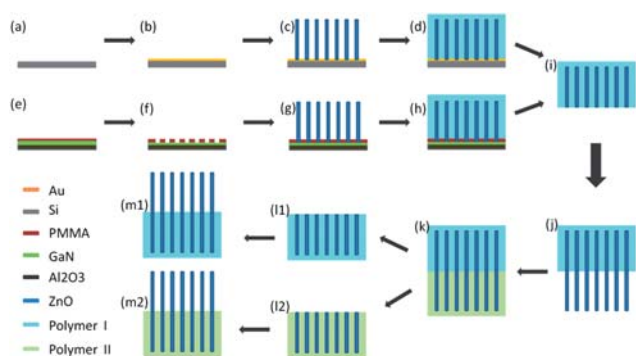 (a)
(b)
(c)
(d)
(i)
(e)
(f)
(g)
(h)
Au
Si
PMMA
GaN
Al2O3
ZnO
Polymer I
Polymer II
(m1)
(l1)
(k)
(j)
(m2)
(l2)